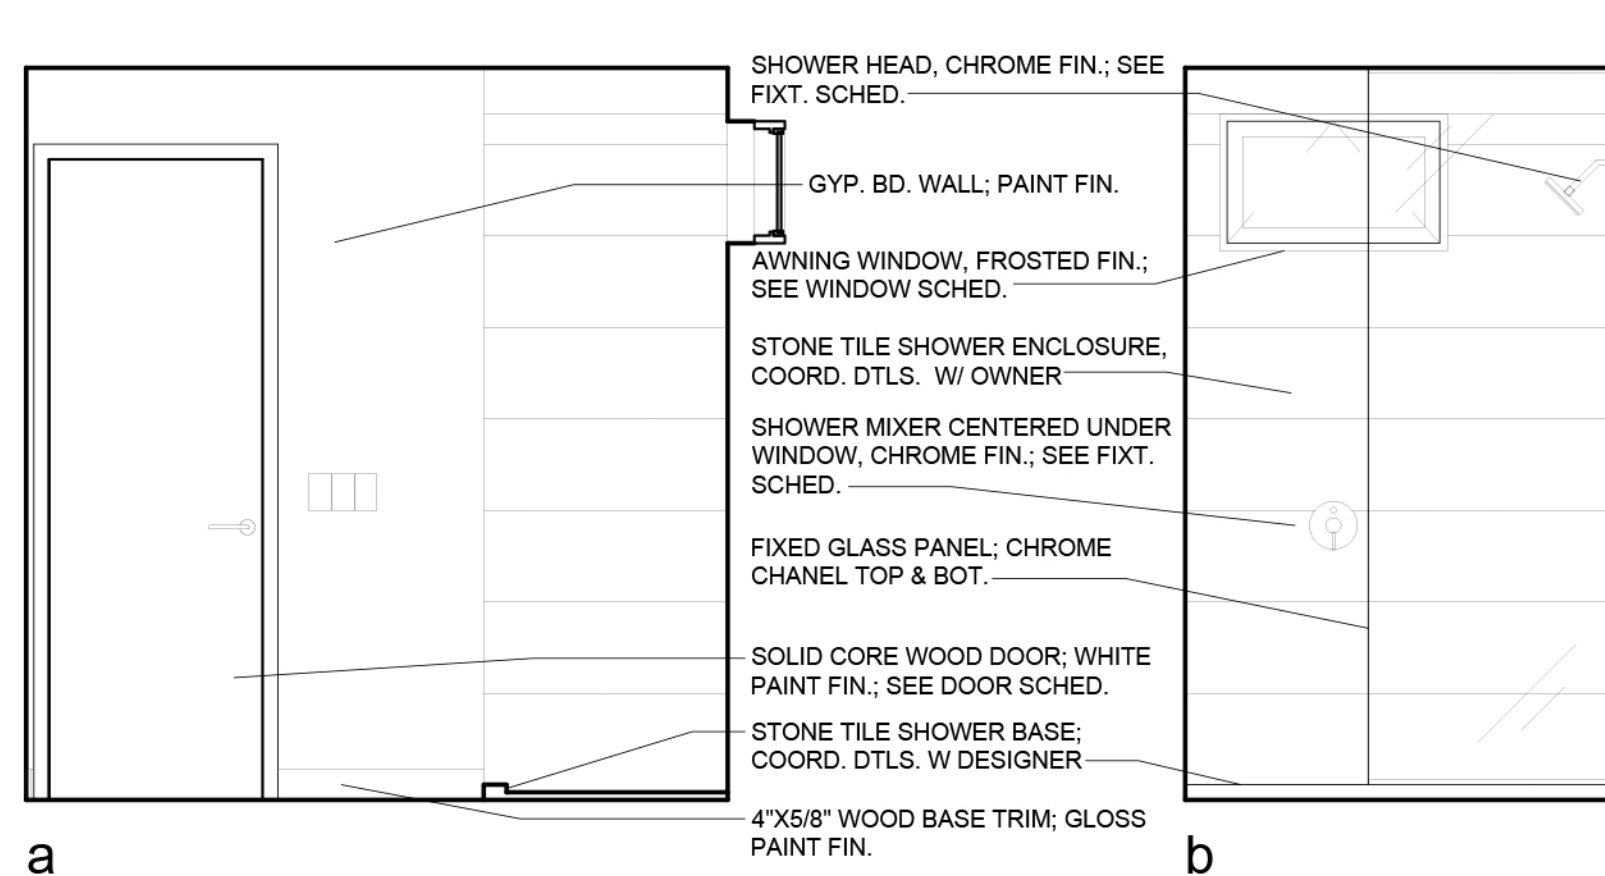 SHOWER HEAD, CHROME FIN.; SEE
FIXT. SCHED.
GYP. BD. WALL; PAINT FIN.
AWNING WINDOW, FROSTED FIN.;
SEE WINDOW SCHED.
STONE TILE SHOWER ENCLOSURE,
COORD. DTLS. W/ OWNER
SHOWER MIXER CENTERED UNDER
WINDOW, CHROME FIN.; SEE FIXT.
SCHED.
FIXED GLASS PANEL; CHROME
CHANEL TOP & BOT.
SOLID CORE WOOD DOOR; WHITE
PAINT FIN.; SEE DOOR SCHED.
STONE TILE SHOWER BASE;
COORD. DTLS. W DESIGNER
4"X5/8" WOOD BASE TRIM; GLOSS
PAINT FIN.
a
b